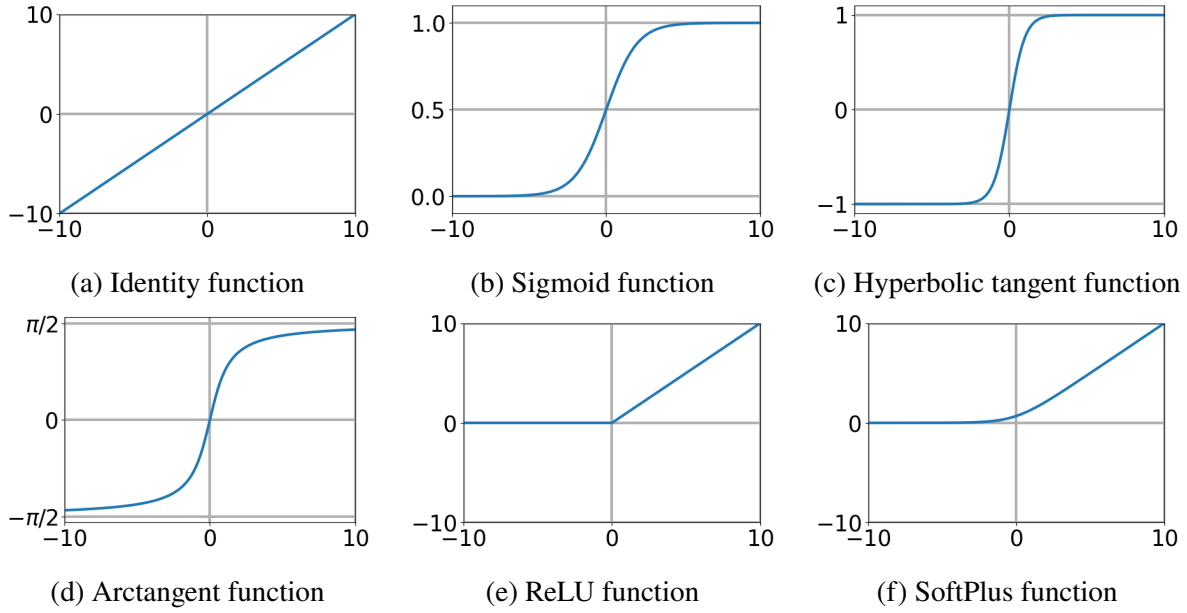 10
0
−10
−10 0 10
(a) Identity function
1.0
0.5
0.0
−10 0 10
(b) Sigmoid function
1
0
−1
−10 0 10
(c) Hyperbolic tangent function
π/2
0
−π/2
−10 0 10
(d) Arctangent function
10
0
−10
−10 0 10
(e) ReLU function
10
0
−10
−10 0 10
(f) SoftPlus function